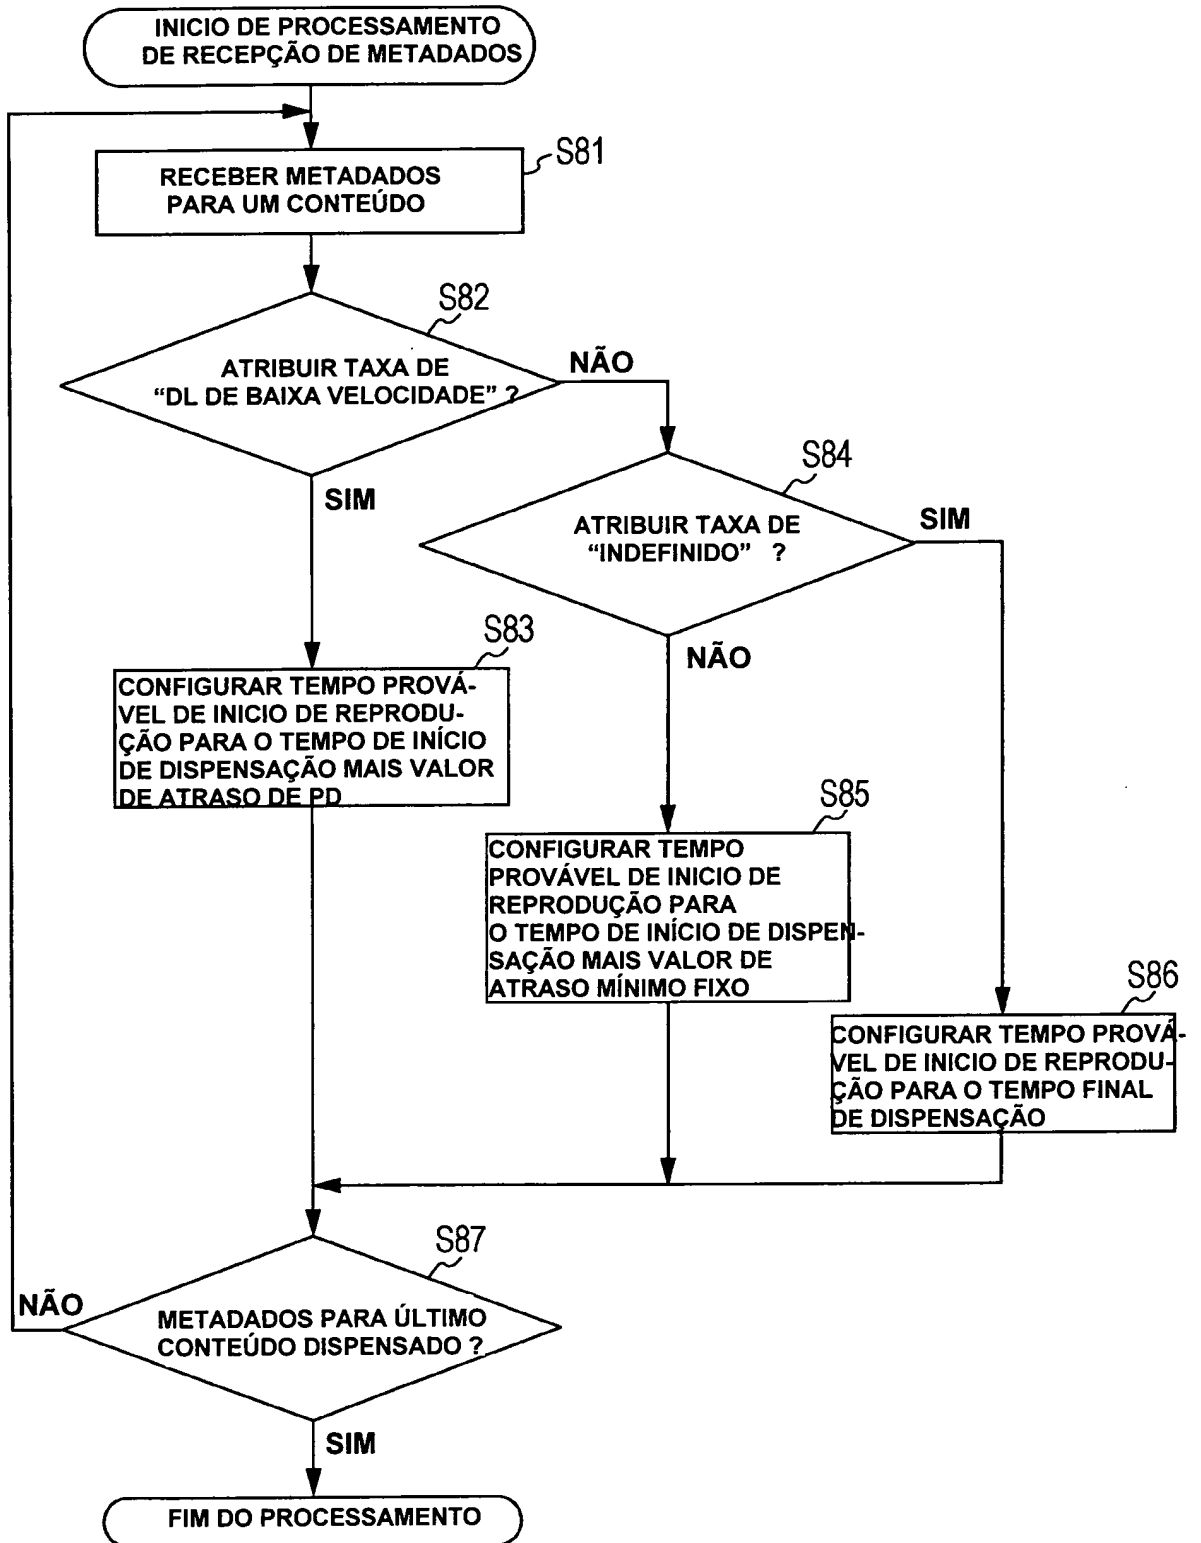 INICIO DE PROCESSAMENTO
DE RECEPÇÃO DE METADADOS
S81
RECEBER METADADOS
PARA UM CONTEÚDO
S82
ATRIBUIR TAXA DE
“DL DE BAIXA VELOCIDADE” ?
NÃO
SIM
S84
ATRIBUIR TAXA DE
“INDEFINIDO” ?
SIM
NÃO
S83
CONFIGURAR TEMPO PROVÁ-
VEL DE INICIO DE REPRODU-
ÇÃO PARA O TEMPO DE INÍCIO
DE DISPENSAÇÃO MAIS VALOR
DE ATRASO DE PD
S85
CONFIGURAR TEMPO
PROVÁVEL DE INICIO DE
REPRODUÇÃO PARA
O TEMPO DE INÍCIO DE DISPEN-
SAÇÃO MAIS VALOR DE
ATRASO MÍNIMO FIXO
S86
CONFIGURAR TEMPO PROVÁ-
VEL DE INICIO DE REPRODU-
ÇÃO PARA O TEMPO FINAL
DE DISPENSAÇÃO
S87
NÃO
METADADOS PARA ÚLTIMO
CONTEÚDO DISPENSADO ?
SIM
FIM DO PROCESSAMENTO